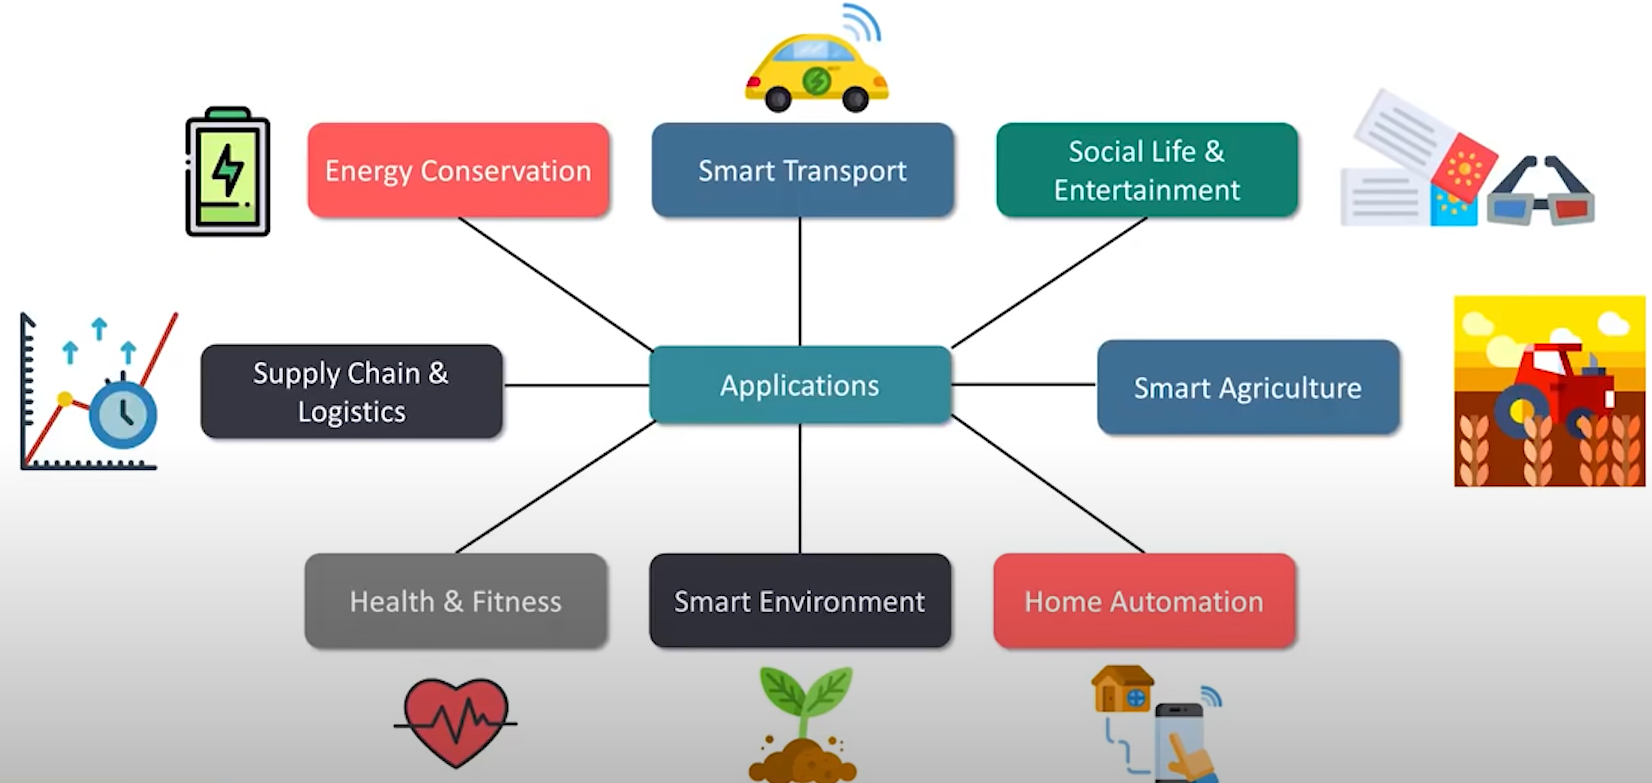 Energy Conservation
Smart Transport
Social Life &
Entertainment
Supply Chain &
Logistics
Applications
Smart Agriculture
Health & Fitness
Smart Environment
Home Automation